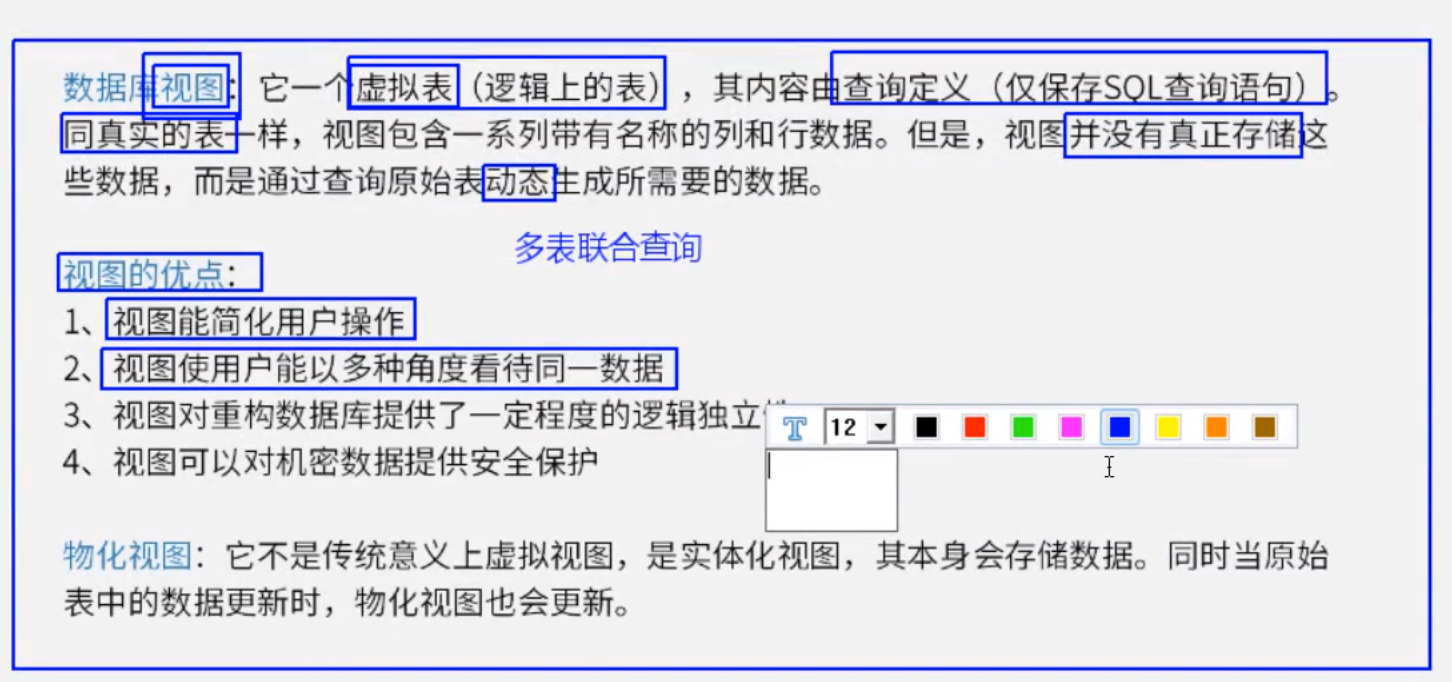 数据库视图：它一个虚拟表（逻辑上的表），其内容由查询定义（仅保存SQL查询语句）。
同真实的表一样，视图包含一系列带有名称的列和行数据。但是，视图并没有真正存储这
些数据，而是通过查询原始表动态生成所需要的数据。
多表联合查询
视图的优点：
1、视图能简化用户操作
2、视图使用户能以多种角度看待同一数据
3、视图对重构数据库提供了一定程度的逻辑独立
12
4、视图可以对机密数据提供安全保护
物化视图：它不是传统意义上虚拟视图，是实体化视图，其本身会存储数据。同时当原始
表中的数据更新时，物化视图也会更新。